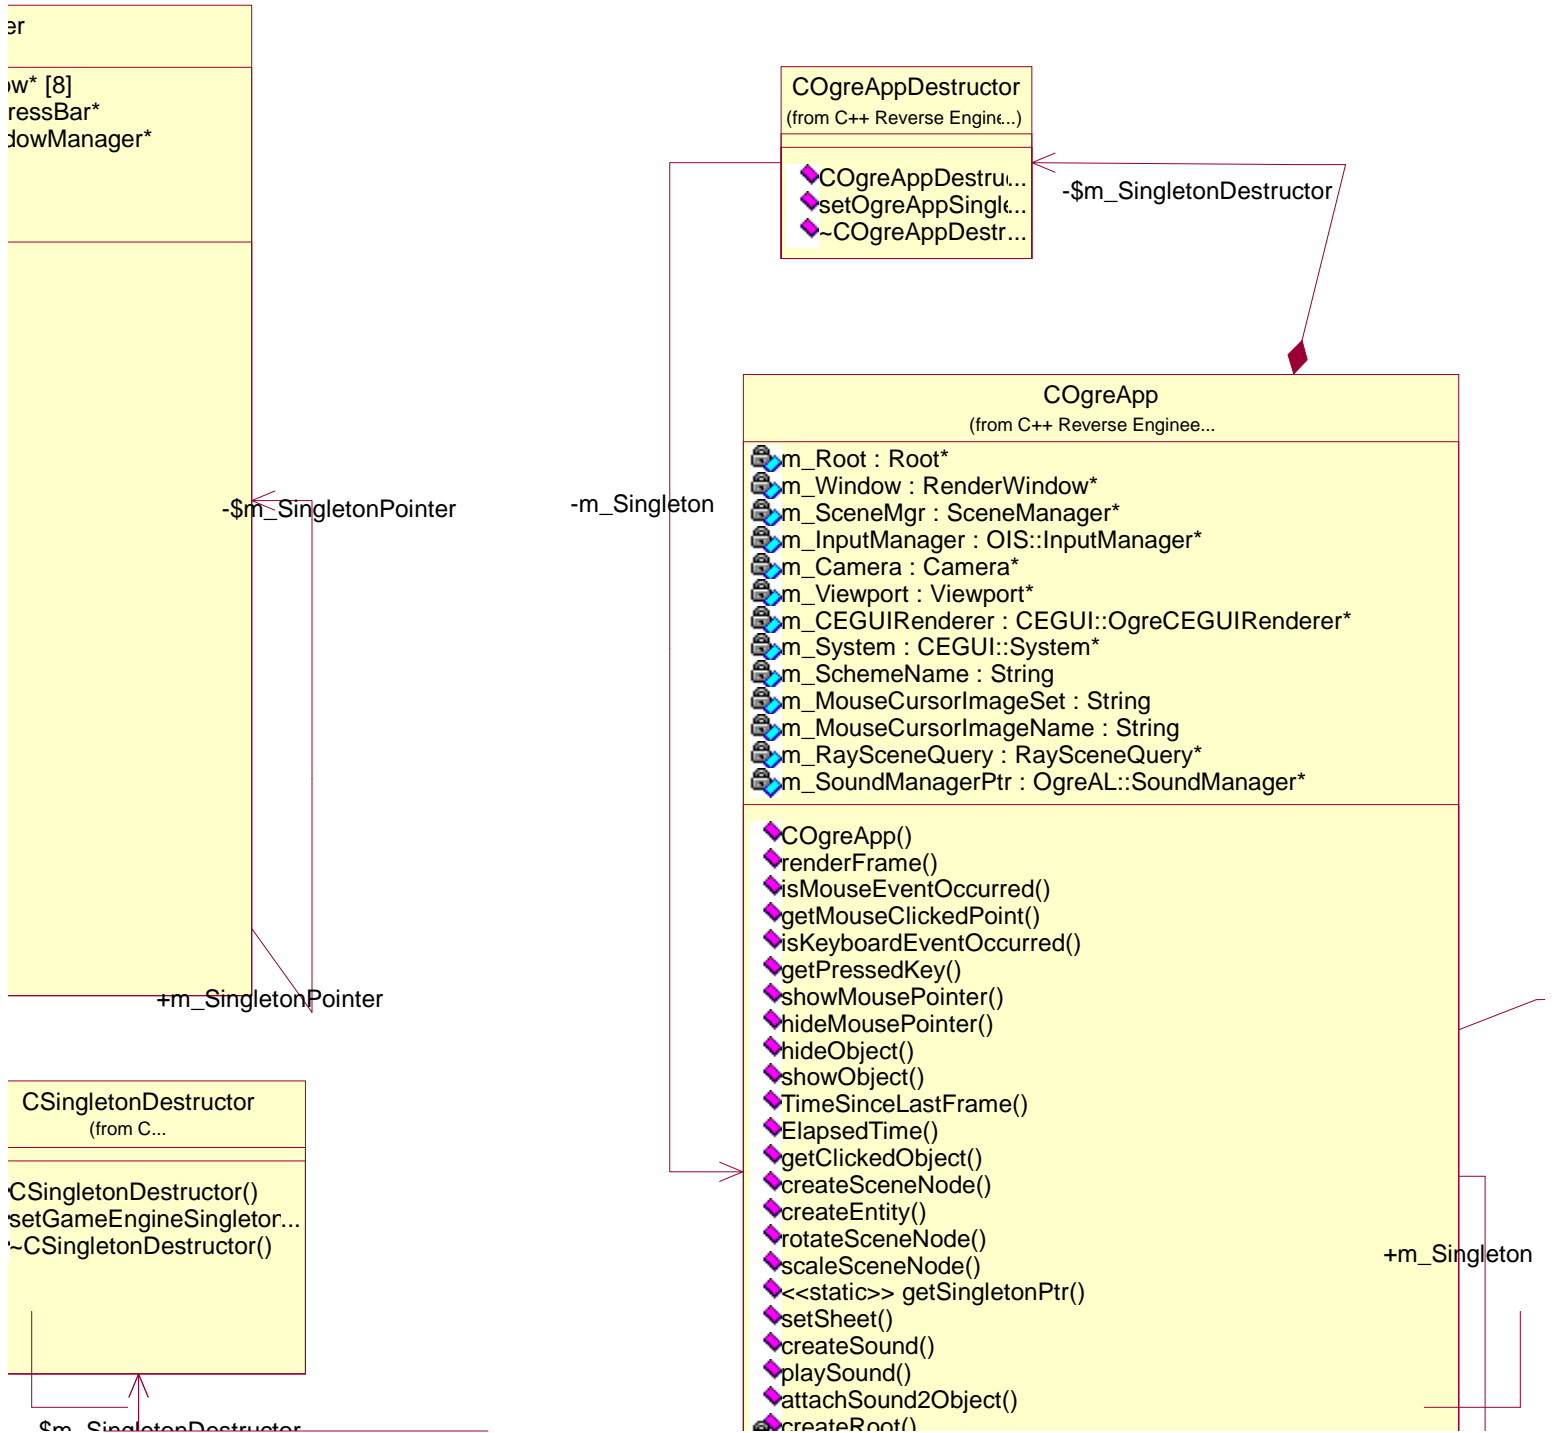 er
ow* [8]
ressBar*
dowManager*
-$m_SingletonPointer
+m_SingletonPointer
CSingletonDestructor
(from C...
CSingletonDestructor()
setGameEngineSingletor...
~CSingletonDestructor()
$m_SingletonDestructor
COgreAppDestructor
(from C++ Reverse Engine...)
COgreAppDestru...
setOgreAppSingle...
~COgreAppDestr...
-$m_SingletonDestructor
-m_Singleton
COgreApp
(from C++ Reverse Enginee...
m_Root : Root*
m_Window : RenderWindow*
m_SceneMgr : SceneManager*
m_InputManager : OIS::InputManager*
m_Camera : Camera*
m_Viewport : Viewport*
m_CEGUIRenderer : CEGUI::OgreCEGUIRenderer*
m_System : CEGUI::System*
m_SchemeName : String
m_MouseCursorImageSet : String
m_MouseCursorImageName : String
m_RaySceneQuery : RaySceneQuery*
m_SoundManagerPtr : OgreAL::SoundManager*
COgreApp()
renderFrame()
isMouseEventOccurred()
getMouseClickedPoint()
isKeyboardEventOccurred()
getPressedKey()
showMousePointer()
hideMousePointer()
hideObject()
showObject()
TimeSinceLastFrame()
ElapsedTime()
getClickedObject()
createSceneNode()
createEntity()
rotateSceneNode()
scaleSceneNode()
<<static>> getSingletonPtr()
setSheet()
createSound()
playSound()
attachSound2Object()
createRoot()
+m_Singleton